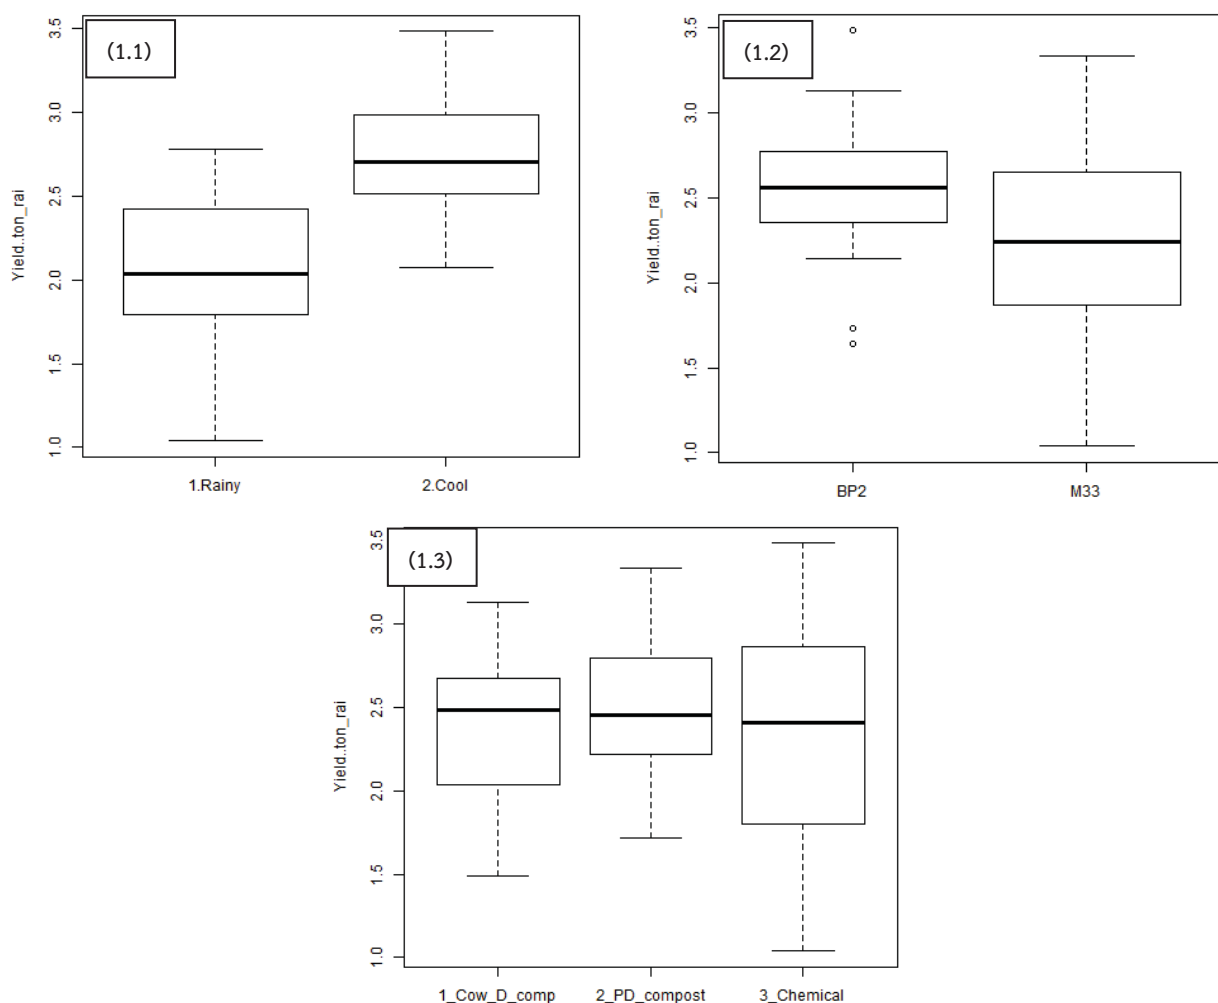 (1.1)
3.5
3.0
2.5
2.0
1.5
1.0
Yield..ton_rai
1.Rainy
2.Cool
(1.2)
3.5
3.0
2.5
2.0
1.5
1.0
Yield..ton_rai
BP2
M33
(1.3)
3.5
3.0
2.5
2.0
1.5
1.0
Yield..ton_rai
1_Cow_D_comp
2_PD_compost
3_Chemical